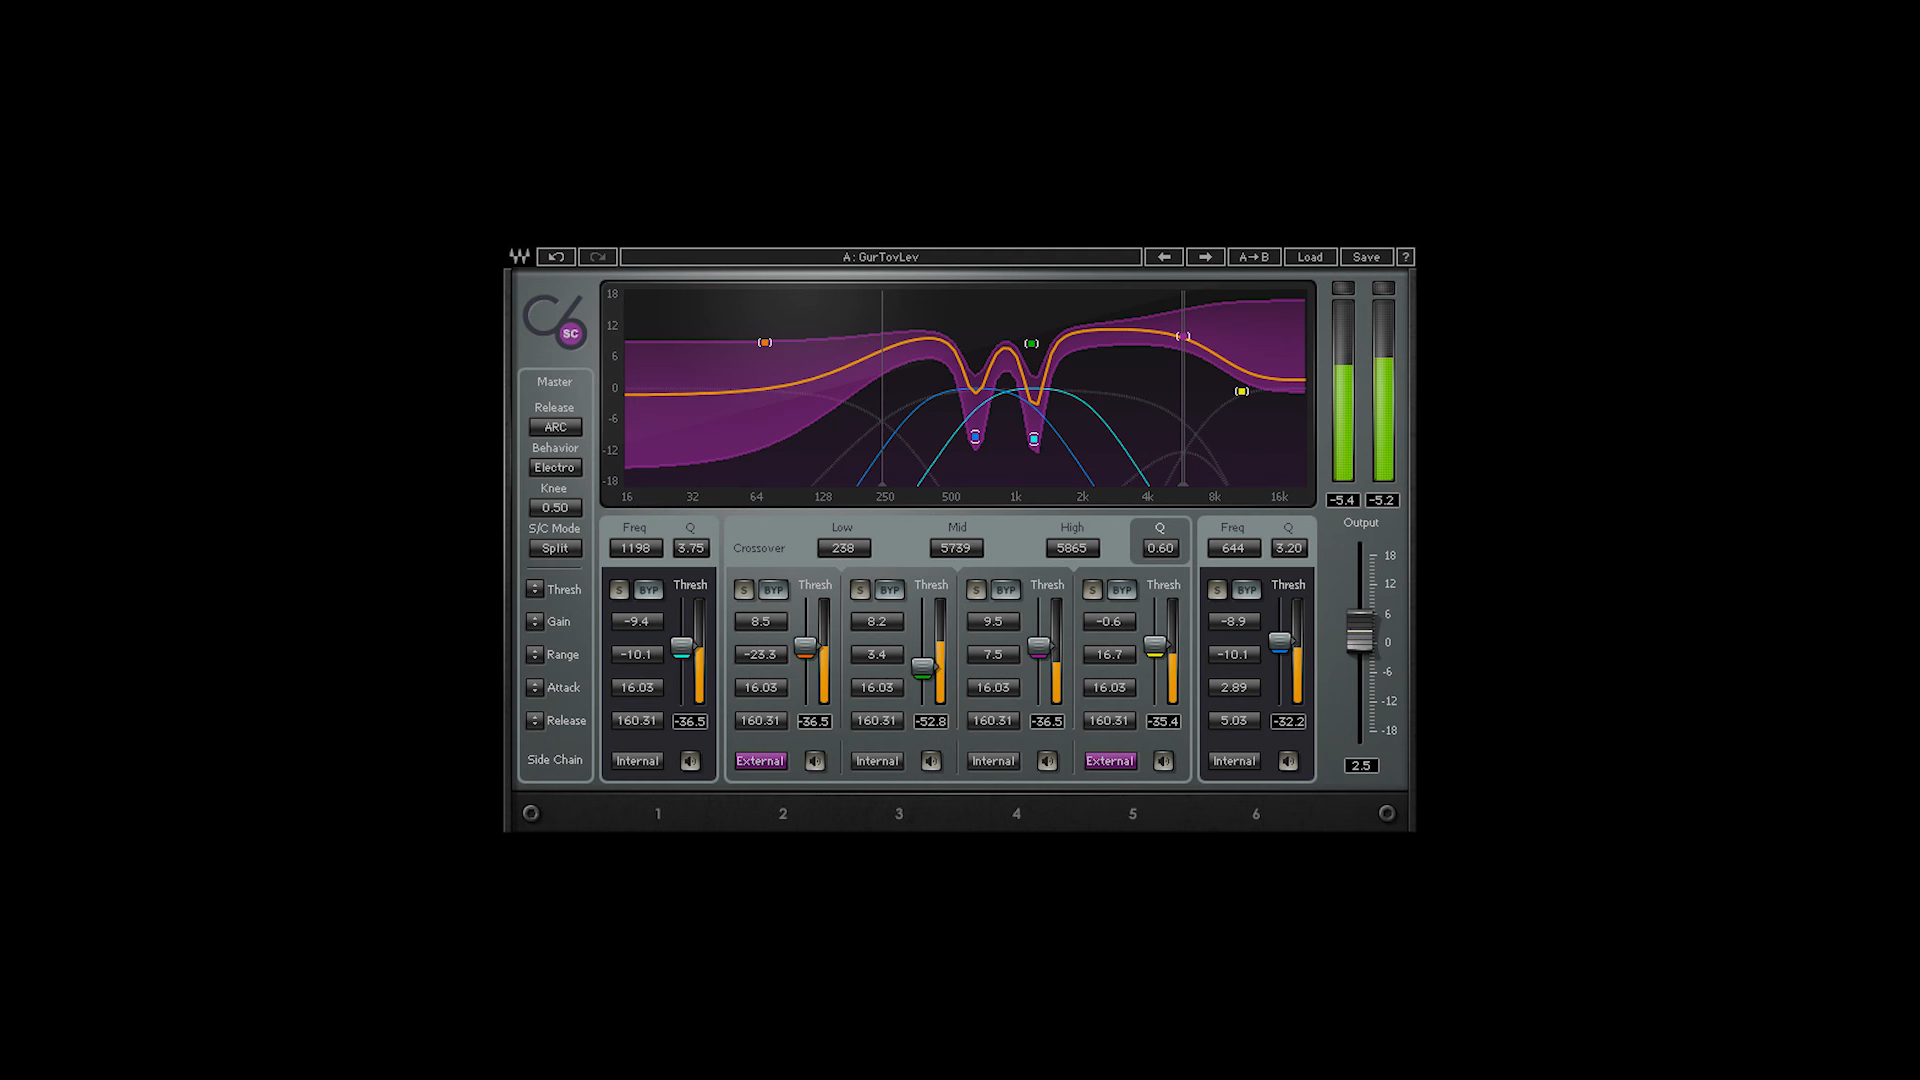 A:GurTovLev A→B Load Save ?
C6 SC
18
12
6
0
-6
-12
-18
16 32 64 128 250 500 1k 2k 4k 8k 16k
-5.4 -5.2
Master
Release
ARC
Behavior
Electro
Knee
0.50
S/C Mode
Split
Thresh
Gain
Range
Attack
Release
Side Chain
Freq Q Low Mid High Q Freq Q
1198 3.75 Crossover 238 5739 5865 0.60 644 3.20
S BYP Thresh S BYP Thresh S BYP Thresh S BYP Thresh S BYP Thresh S BYP Thresh
-9.4 8.5 8.2 9.5 -0.6 -8.9
-10.1 -23.3 3.4 7.5 16.7 -10.1
16.03 16.03 16.03 16.03 16.03 2.89
160.31 -36.5 160.31 -36.5 160.31 -52.8 160.31 -36.5 160.31 -35.4 5.03 -32.2
Internal External Internal Internal External Internal
Output
18
12
6
0
-6
-12
-18
2.5
1 2 3 4 5 6